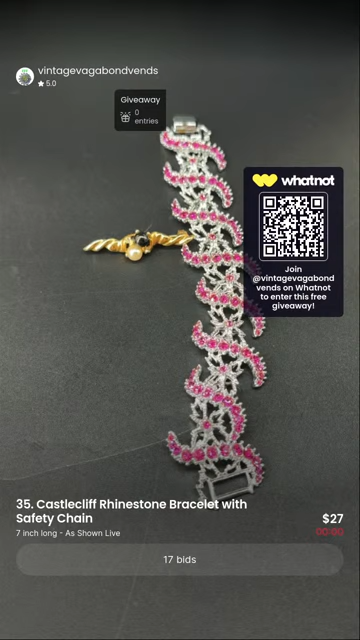 vintagevagabondvends
5.0
Giveaway
0
entries
whatnot
Join
@vintagevagabond
vends on Whatnot
to enter this free
giveaway!
35. Castlecliff Rhinestone Bracelet with
Safety Chain
$27
7 inch long - As Shown Live
00:00
17 bids